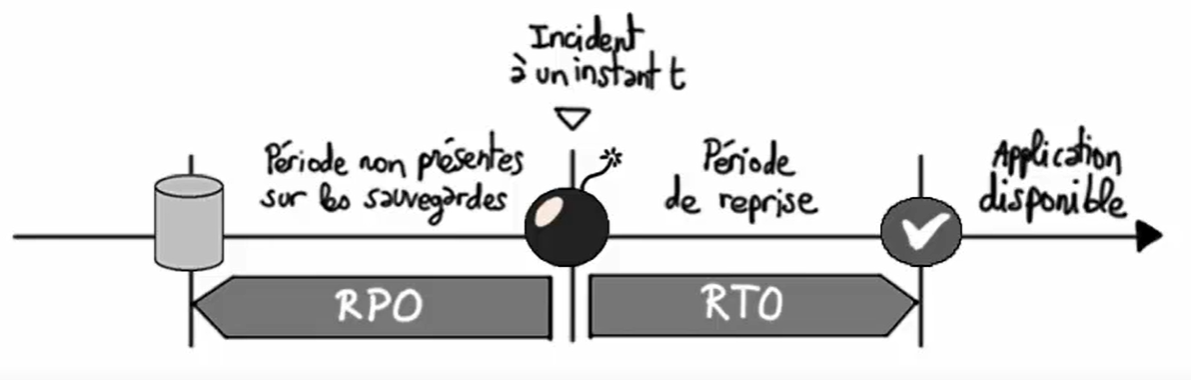 Incident
à un instant t
Période non présentes
sur les sauvegardes
Période
de reprise
Application
disponible
RPO
RTO